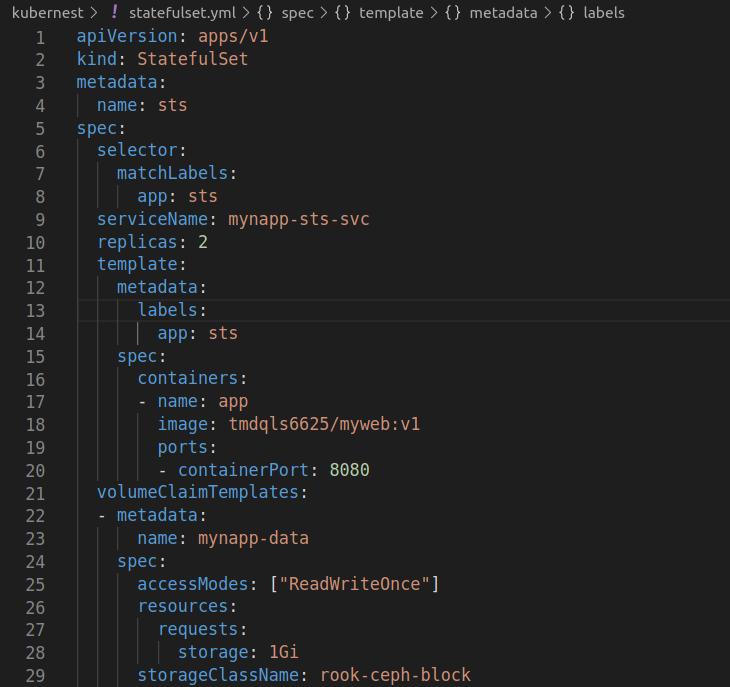 kubernest > ! statefulset.yml > {} spec > {} template > {} metadata > {} labels
1 apiVersion: apps/v1
2 kind: StatefulSet
3 metadata:
4   name: sts
5 spec:
6   selector:
7     matchLabels:
8       app: sts
9   serviceName: mynapp-sts-svc
10   replicas: 2
11   template:
12     metadata:
13       labels:
14         app: sts
15     spec:
16       containers:
17       - name: app
18         image: tmdqls6625/myweb:v1
19         ports:
20         - containerPort: 8080
21   volumeClaimTemplates:
22   - metadata:
23       name: mynapp-data
24     spec:
25       accessModes: ["ReadWriteOnce"]
26       resources:
27         requests:
28           storage: 1Gi
29       storageClassName: rook-ceph-block